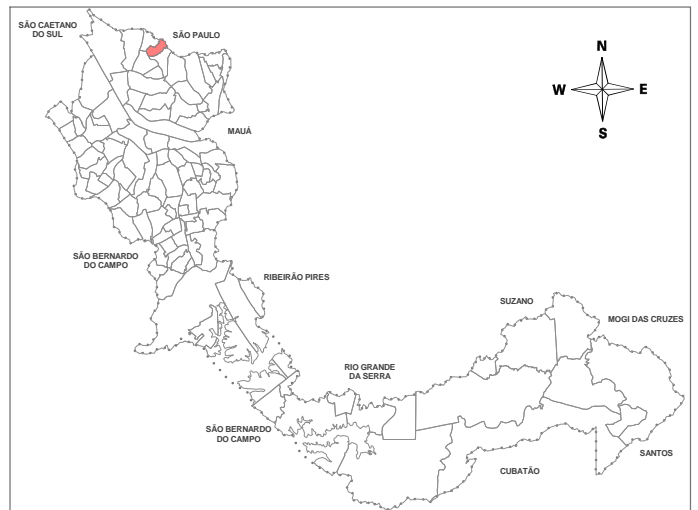 SÃO CAETANO
DO SUL
SÃO PAULO
N
W
E
S
MAUÁ
SÃO BERNARDO
DO CAMPO
RIBEIRÃO PIRES
SUZANO
MOGI DAS CRUZES
RIO GRANDE
DA SERRA
SÃO BERNARDO
DO CAMPO
SANTOS
CUBATÃO